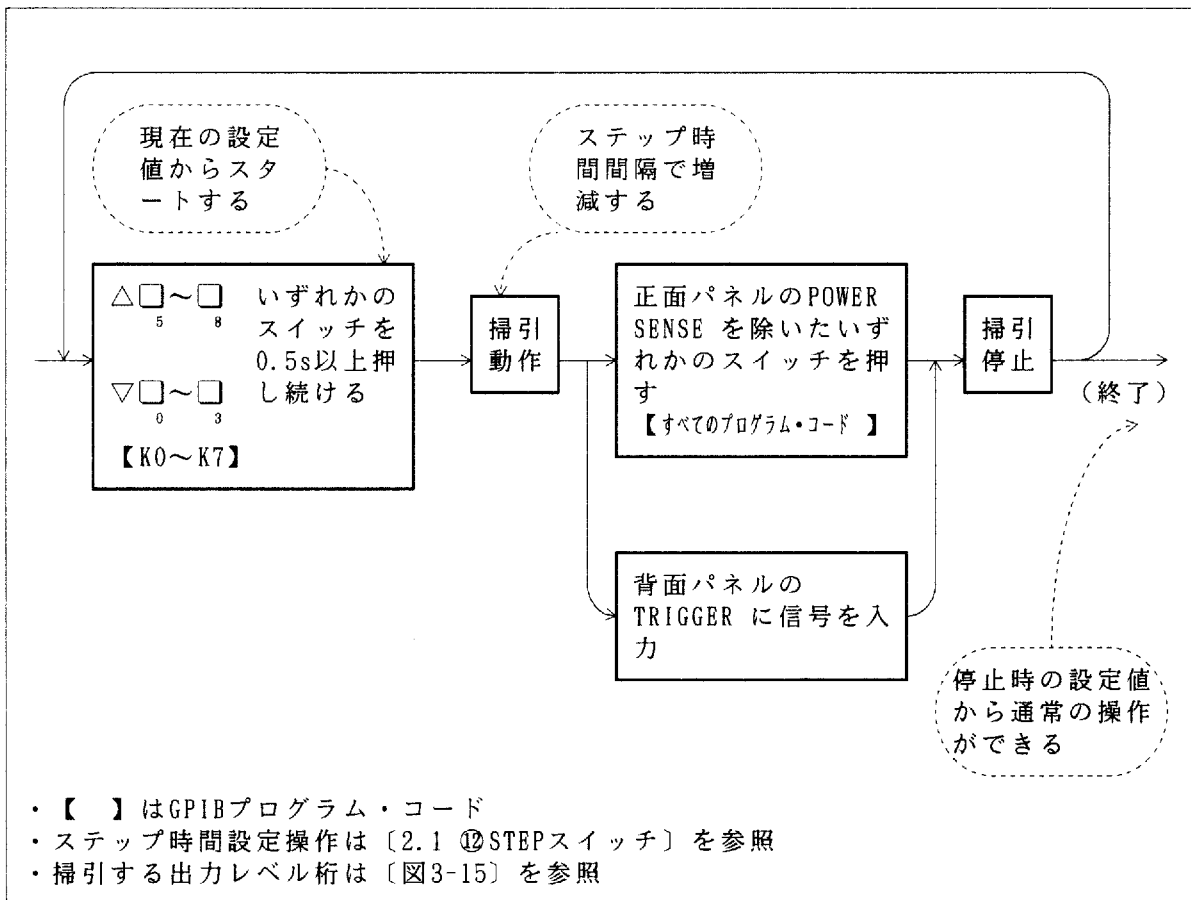 現在の設定
値からスタ
ートする
ステップ時
間間隔で増
減する
△□～□
5 8
▽□～□
0 3
【K0～K7】
いずれかの
スイッチを
0.5s以上押
し続ける
掃引
動作
正面パネルのPOWER
SENSE を除いたいず
れかのスイッチを押
す
【すべてのプログラム・コード 】
掃引
停止
(終了)
背面パネルの
TRIGGER に信号を入
力
停止時の設定値
から通常の操作
ができる
・【 】はGPIBプログラム・コード
・ステップ時間設定操作は〔2.1 ⑫STEPスイッチ〕を参照
・掃引する出力レベル桁は〔図3-15〕を参照